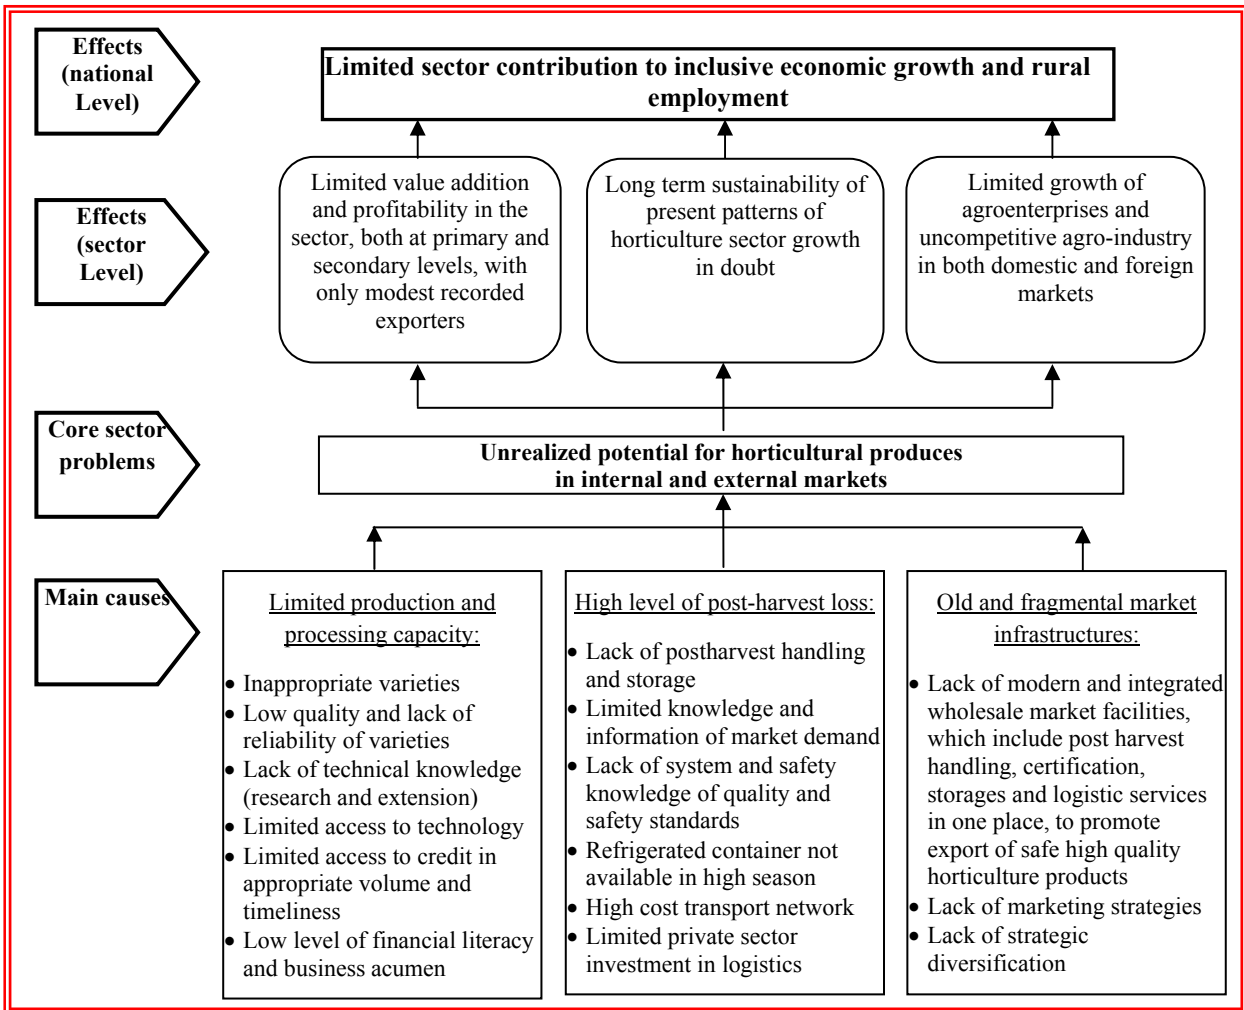 Effects
(national
Level)
Limited sector contribution to inclusive economic growth and rural
employment
Effects
(sector
Level)
Limited value addition
and profitability in the
sector, both at primary and
secondary levels, with
only modest recorded
exporters
Long term sustainability of
present patterns of
horticulture sector growth
in doubt
Limited growth of
agroenterprises and
uncompetitive agro-industry
in both domestic and foreign
markets
Core sector
problems
Unrealized potential for horticultural produces
in internal and external markets
Main causes
Limited production and
processing capacity:
• Inappropriate varieties
• Low quality and lack of
reliability of varieties
• Lack of technical knowledge
(research and extension)
• Limited access to technology
• Limited access to credit in
appropriate volume and
timeliness
• Low level of financial literacy
and business acumen
High level of post-harvest loss:
• Lack of postharvest handling
and storage
• Limited knowledge and
information of market demand
• Lack of system and safety
knowledge of quality and
safety standards
• Refrigerated container not
available in high season
• High cost transport network
• Limited private sector
investment in logistics
Old and fragmental market
infrastructures:
• Lack of modern and integrated
wholesale market facilities,
which include post harvest
handling, certification,
storages and logistic services
in one place, to promote
export of safe high quality
horticulture products
• Lack of marketing strategies
• Lack of strategic
diversification